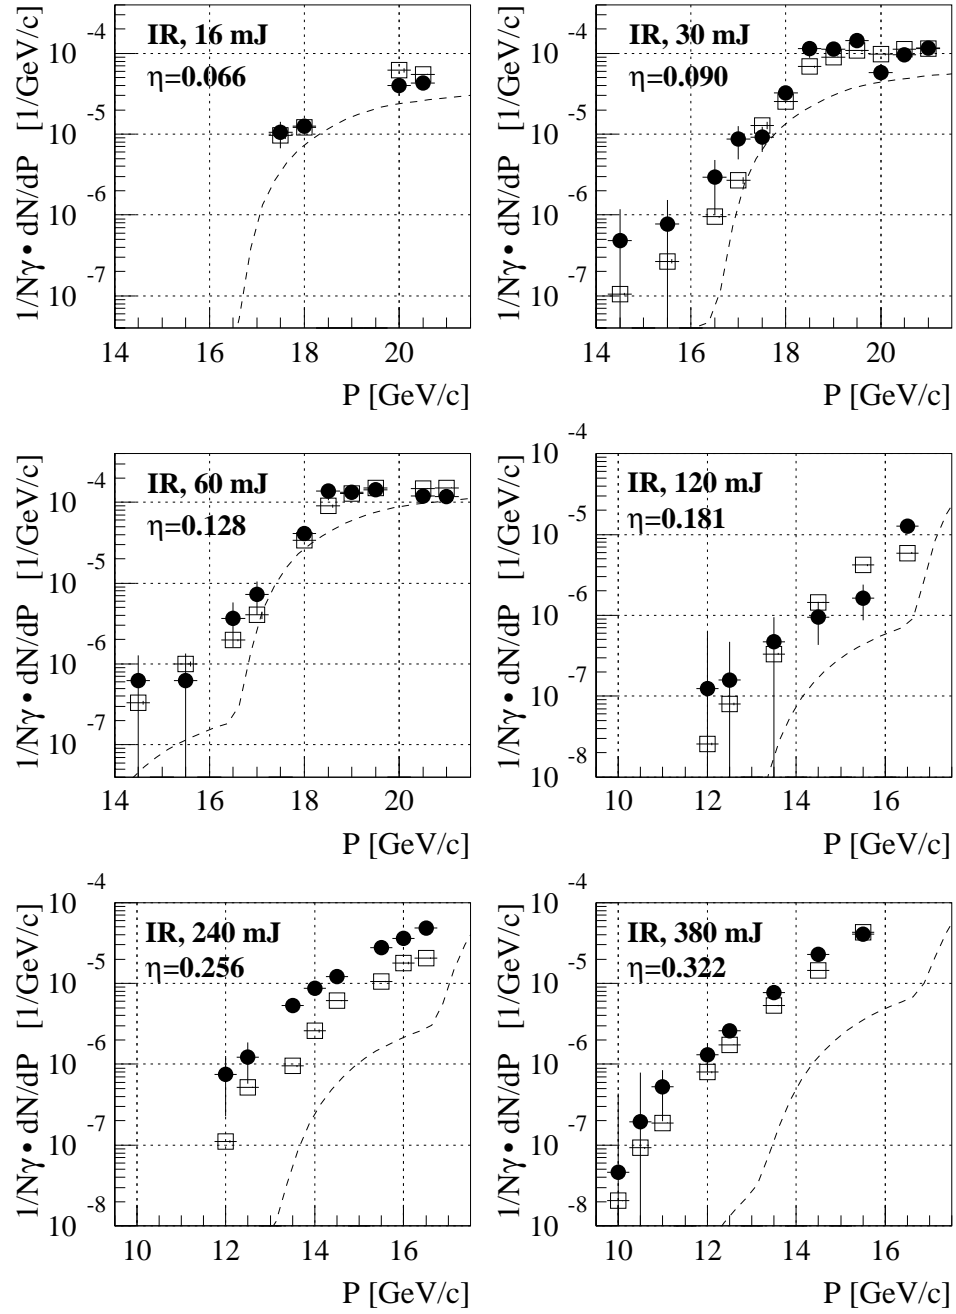 IR, 16 mJ
η=0.066
1/Nγ • dN/dP [1/GeV/c]
10 -4
10 -5
10 -6
10 -7
14 16 18 20
P [GeV/c]
IR, 30 mJ
η=0.090
1/Nγ • dN/dP [1/GeV/c]
10 -4
10 -5
10 -6
10 -7
14 16 18 20
P [GeV/c]
IR, 60 mJ
η=0.128
1/Nγ • dN/dP [1/GeV/c]
10 -4
10 -5
10 -6
10 -7
14 16 18 20
P [GeV/c]
IR, 120 mJ
η=0.181
1/Nγ • dN/dP [1/GeV/c]
10 -4
10 -5
10 -6
10 -7
10 -8
10 12 14 16
P [GeV/c]
IR, 240 mJ
η=0.256
1/Nγ • dN/dP [1/GeV/c]
10 -4
10 -5
10 -6
10 -7
10 -8
10 12 14 16
P [GeV/c]
IR, 380 mJ
η=0.322
1/Nγ • dN/dP [1/GeV/c]
10 -4
10 -5
10 -6
10 -7
10 -8
10 12 14 16
P [GeV/c]